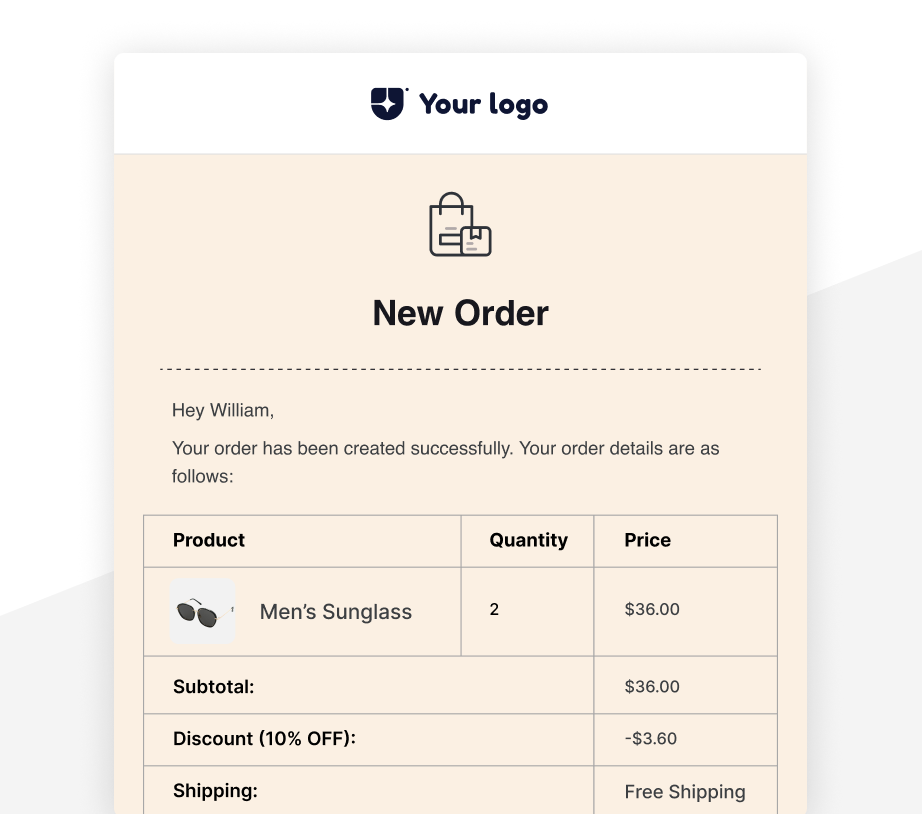 Your logo
New Order
Hey William,
Your order has been created successfully. Your order details are as
follows:
Product Quantity Price
Men’s Sunglass 2 $36.00
Subtotal: $36.00
Discount (10% OFF): -$3.60
Shipping: Free Shipping